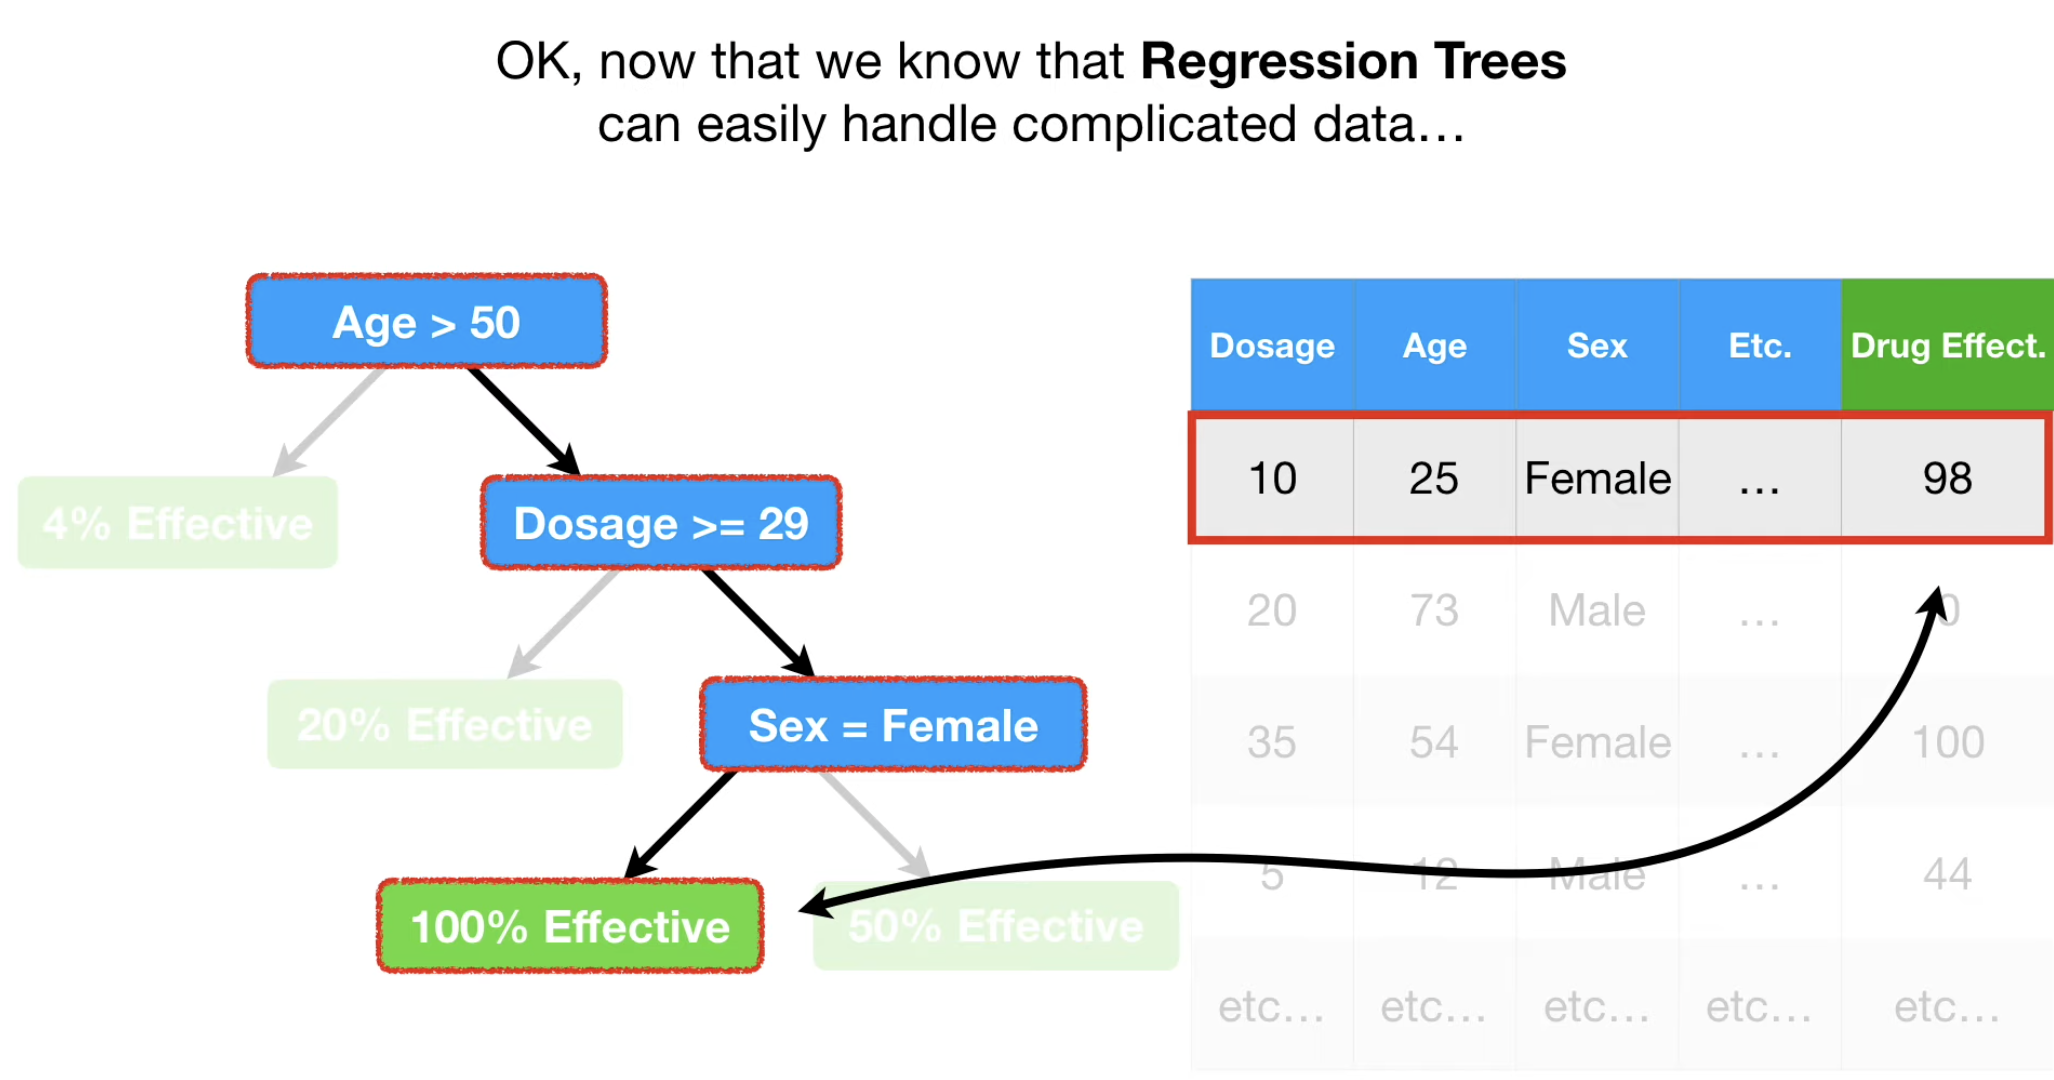 OK, now that we know that Regression Trees
can easily handle complicated data…
Age > 50
4% Effective
Dosage >= 29
20% Effective
Sex = Female
100% Effective
50% Effective
Dosage Age Sex Etc. Drug Effect.
10 25 Female … 98
20 73 Male … 0
35 54 Female … 100
5 12 Male … 44
etc… etc… etc… etc… etc…